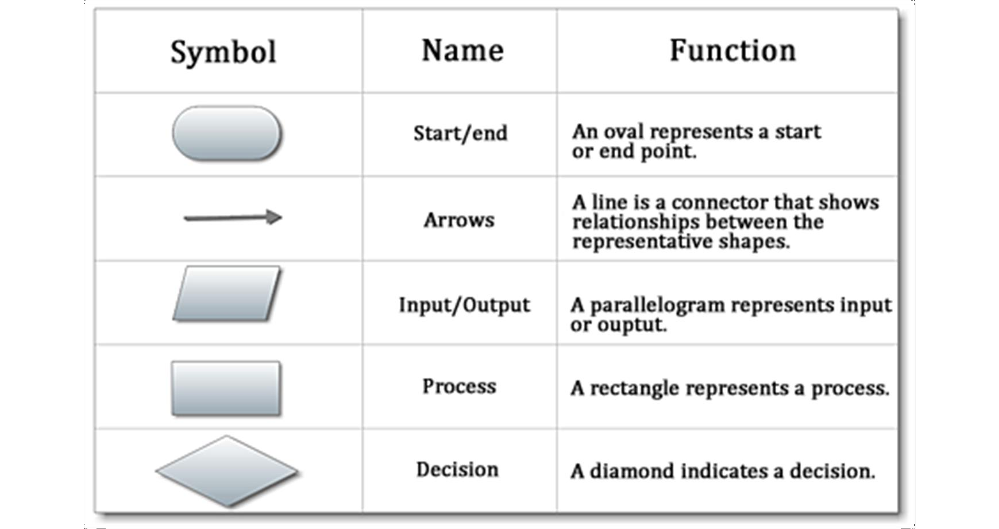 Symbol Name Function
Start/end
An oval represents a start
or end point.
Arrows
A line is a connector that shows
relationships between the
representative shapes.
Input/Output
A parallelogram represents input
or ouptut.
Process
A rectangle represents a process.
Decision
A diamond indicates a decision.